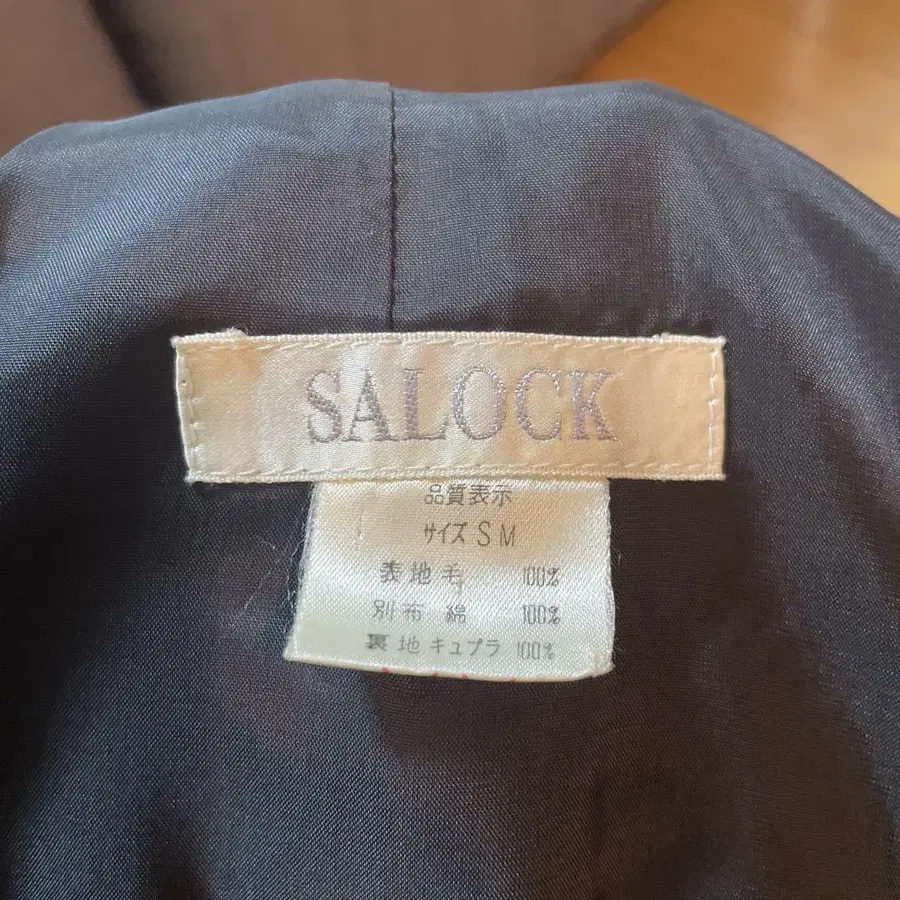 SALOCK
品質表示
サイズ S M
表地 毛 100%
別布 綿 100%
裏地 キュプラ 100%